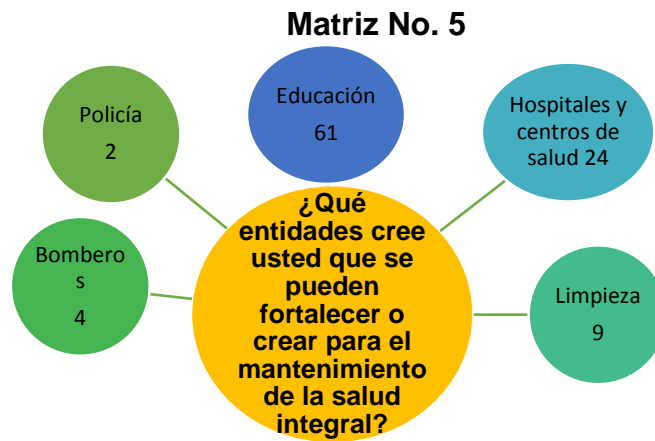 Matriz No. 5
Policía
2
Educación
61
Hospitales y
centros de
salud 24
Bombero
s
4
¿Qué
entidades cree
usted que se
pueden
fortalecer o
crear para el
mantenimiento
de la salud
integral?
Limpieza
9